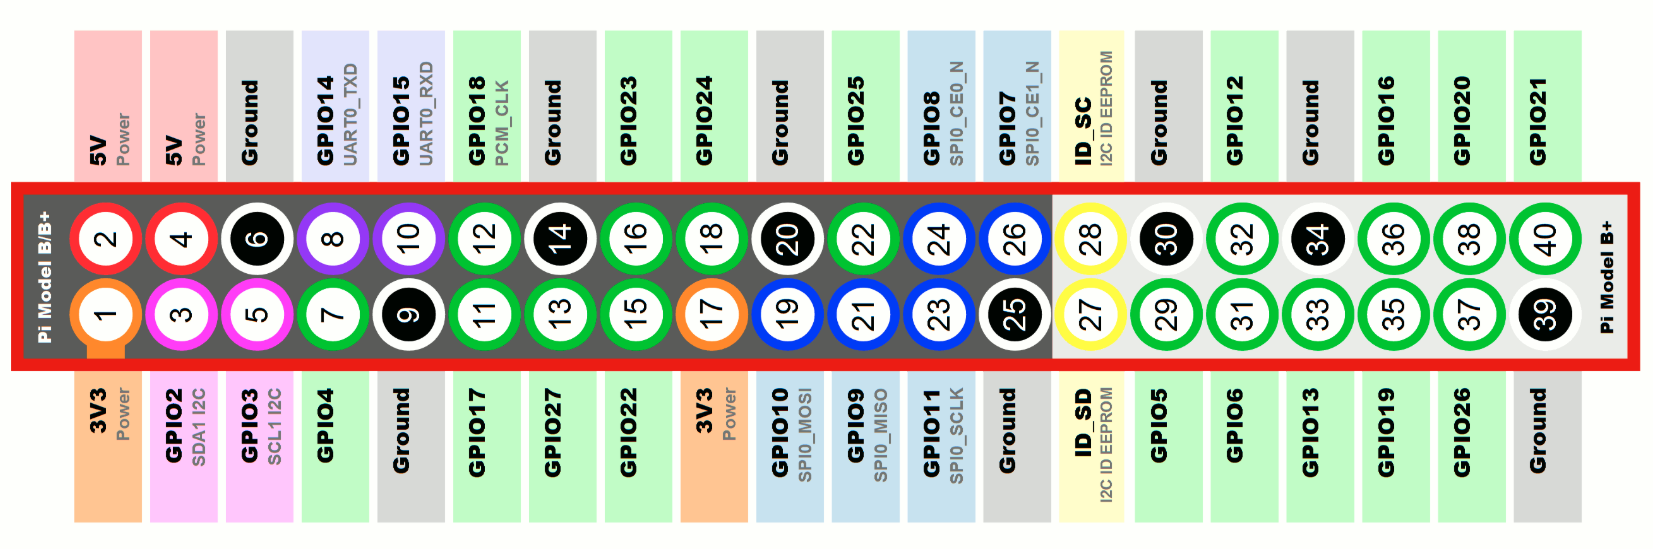 5V
Power
5V
Power
Ground
GPIO14
UART0_TXD
GPIO15
UART0_RXD
GPIO18
PCM_CLK
Ground
GPIO23
GPIO24
Ground
GPIO25
GPIO8
SPI0_CE0_N
GPIO7
SPI0_CE1_N
ID_SC
I2C ID EEPROM
Ground
GPIO12
Ground
GPIO16
GPIO20
GPIO21
Pi Model B/B+
2
4
6
8
10
12
14
16
18
20
22
24
26
28
30
32
34
36
38
40
1
3
5
7
9
11
13
15
17
19
21
23
25
27
29
31
33
35
37
39
Pi Model B+
3V3
Power
GPIO2
SDA1 I2C
GPIO3
SCL1 I2C
GPIO4
Ground
GPIO17
GPIO27
GPIO22
3V3
Power
GPIO10
SPI0_MOSI
GPIO9
SPI0_MISO
GPIO11
SPI0_SCLK
Ground
ID_SD
I2C ID EEPROM
GPIO5
GPIO6
GPIO13
GPIO19
GPIO26
Ground